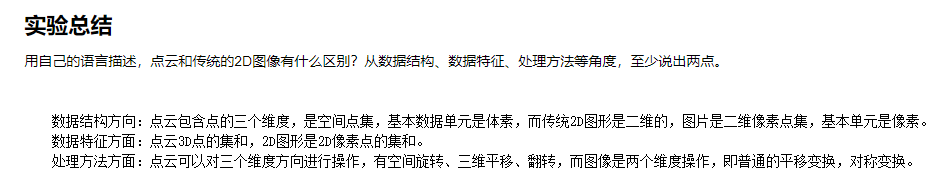 实验总结
用自己的语言描述，点云和传统的2D图像有什么区别？从数据结构、数据特征、处理方法等角度，至少说出两点。
数据结构方向：点云包含点的三个维度，是空间点集，基本数据单元是体素，而传统2D图形是二维的，图片是二维像素点集，基本单元是像素。
数据特征方面：点云3D点的集和，2D图形是2D像素点的集和。
处理方法方面：点云可以对三个维度方向进行操作，有空间旋转、三维平移、翻转，而图像是两个维度操作，即普通的平移变换，对称变换。